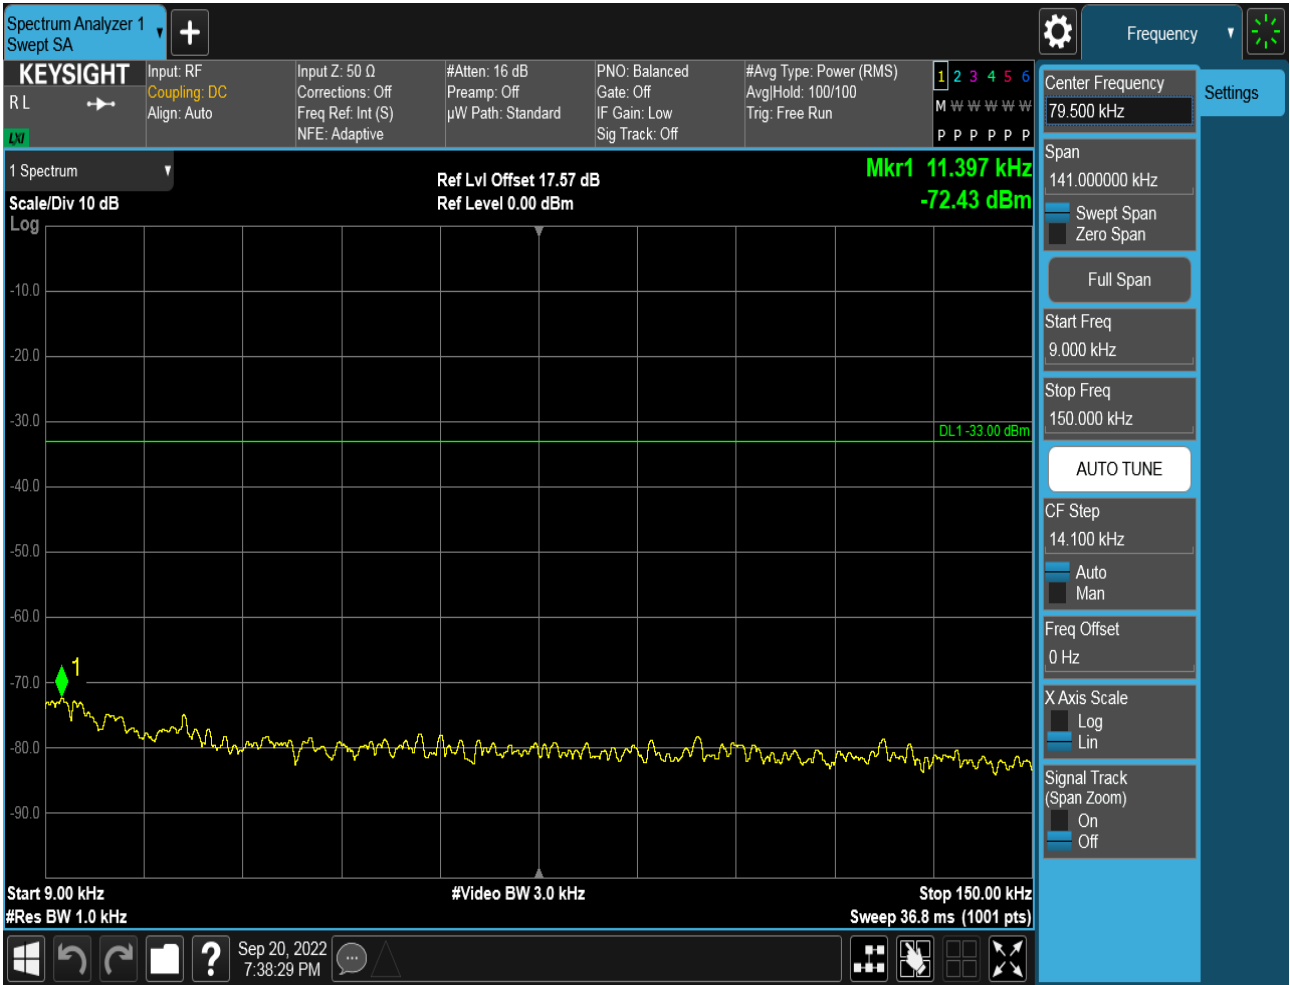 Spectrum Analyzer 1
Swept SA
Frequency
KEYSIGHT
R L
LXI
Input: RF
Coupling: DC
Align: Auto
Input Z: 50 Ω
Corrections: Off
Freq Ref: Int (S)
NFE: Adaptive
#Atten: 16 dB
Preamp: Off
µW Path: Standard
PNO: Balanced
Gate: Off
IF Gain: Low
Sig Track: Off
#Avg Type: Power (RMS)
Avg|Hold: 100/100
Trig: Free Run
1 2 3 4 5 6
M W W W W W
P P P P P P
1 Spectrum
Scale/Div 10 dB
Log
Ref Lvl Offset 17.57 dB
Ref Level 0.00 dBm
Mkr1 11.397 kHz
-72.43 dBm
-10.0
-20.0
-30.0
DL1 -33.00 dBm
-40.0
-50.0
-60.0
1
-70.0
-80.0
-90.0
Start 9.00 kHz
#Video BW 3.0 kHz
Stop 150.00 kHz
#Res BW 1.0 kHz
Sweep 36.8 ms (1001 pts)
Center Frequency
79.500 kHz
Settings
Span
141.000000 kHz
Swept Span
Zero Span
Full Span
Start Freq
9.000 kHz
Stop Freq
150.000 kHz
AUTO TUNE
CF Step
14.100 kHz
Auto
Man
Freq Offset
0 Hz
X Axis Scale
Log
Lin
Signal Track
(Span Zoom)
On
Off
?
Sep 20, 2022
7:38:29 PM